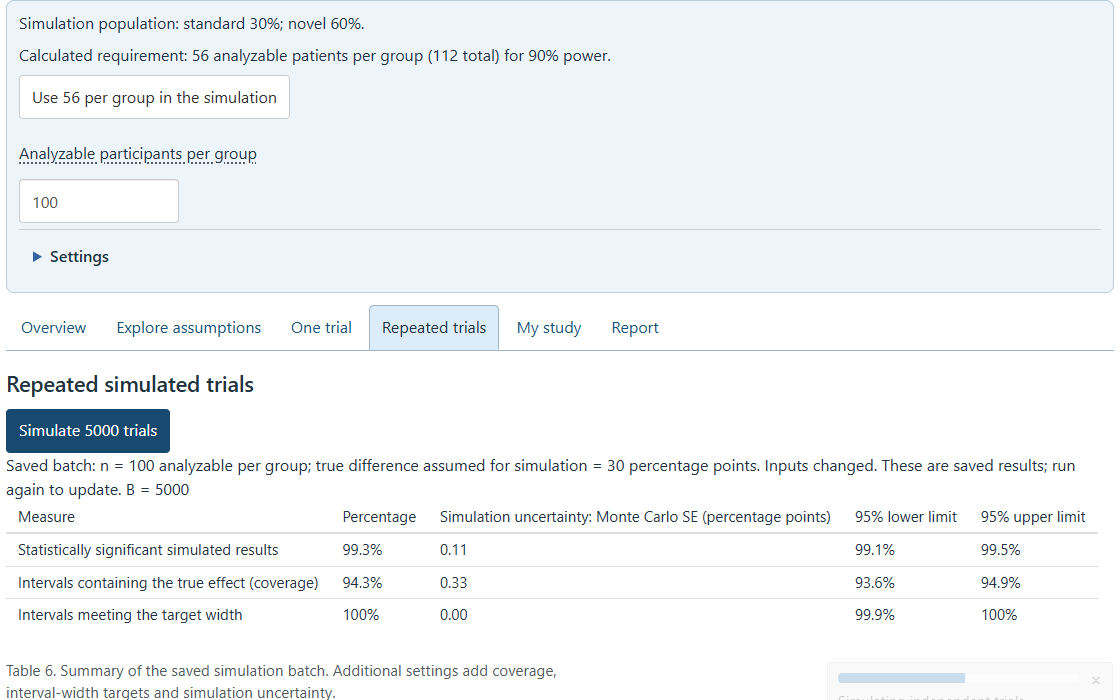 Simulation population: standard 30%; novel 60%.
Calculated requirement: 56 analyzable patients per group (112 total) for 90% power.
Use 56 per group in the simulation
Analyzable participants per group
100
Settings
Overview Explore assumptions One trial Repeated trials My study Report
Repeated simulated trials
Simulate 5000 trials
Saved batch: n = 100 analyzable per group; true difference assumed for simulation = 30 percentage points. Inputs changed. These are saved results; run
again to update. B = 5000
Measure Percentage Simulation uncertainty: Monte Carlo SE (percentage points) 95% lower limit 95% upper limit
Statistically significant simulated results 99.3% 0.11 99.1% 99.5%
Intervals containing the true effect (coverage) 94.3% 0.33 93.6% 94.9%
Intervals meeting the target width 100% 0.00 99.9% 100%
Table 6. Summary of the saved simulation batch. Additional settings add coverage,
interval-width targets and simulation uncertainty.
Simulating independent trials